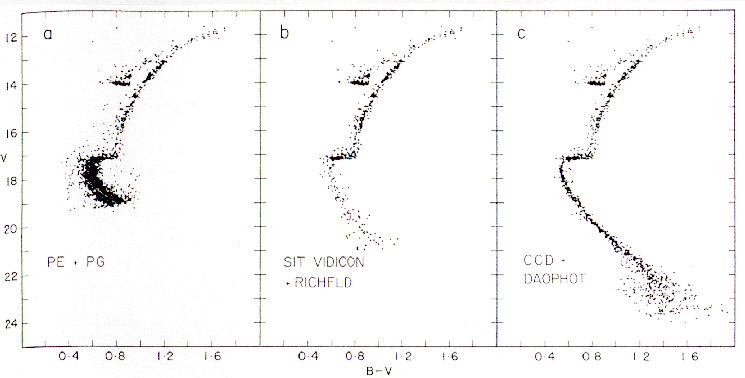 a
b
c
12
14
16
V
18
20
22
24
PE + PG
SIT VIDICON
+ RICHFLD
CCD +
DAOPHOT
0.4 0.8 1.2 1.6 0.4 0.8 1.2 1.6 0.4 0.8 1.2 1.6
B-V